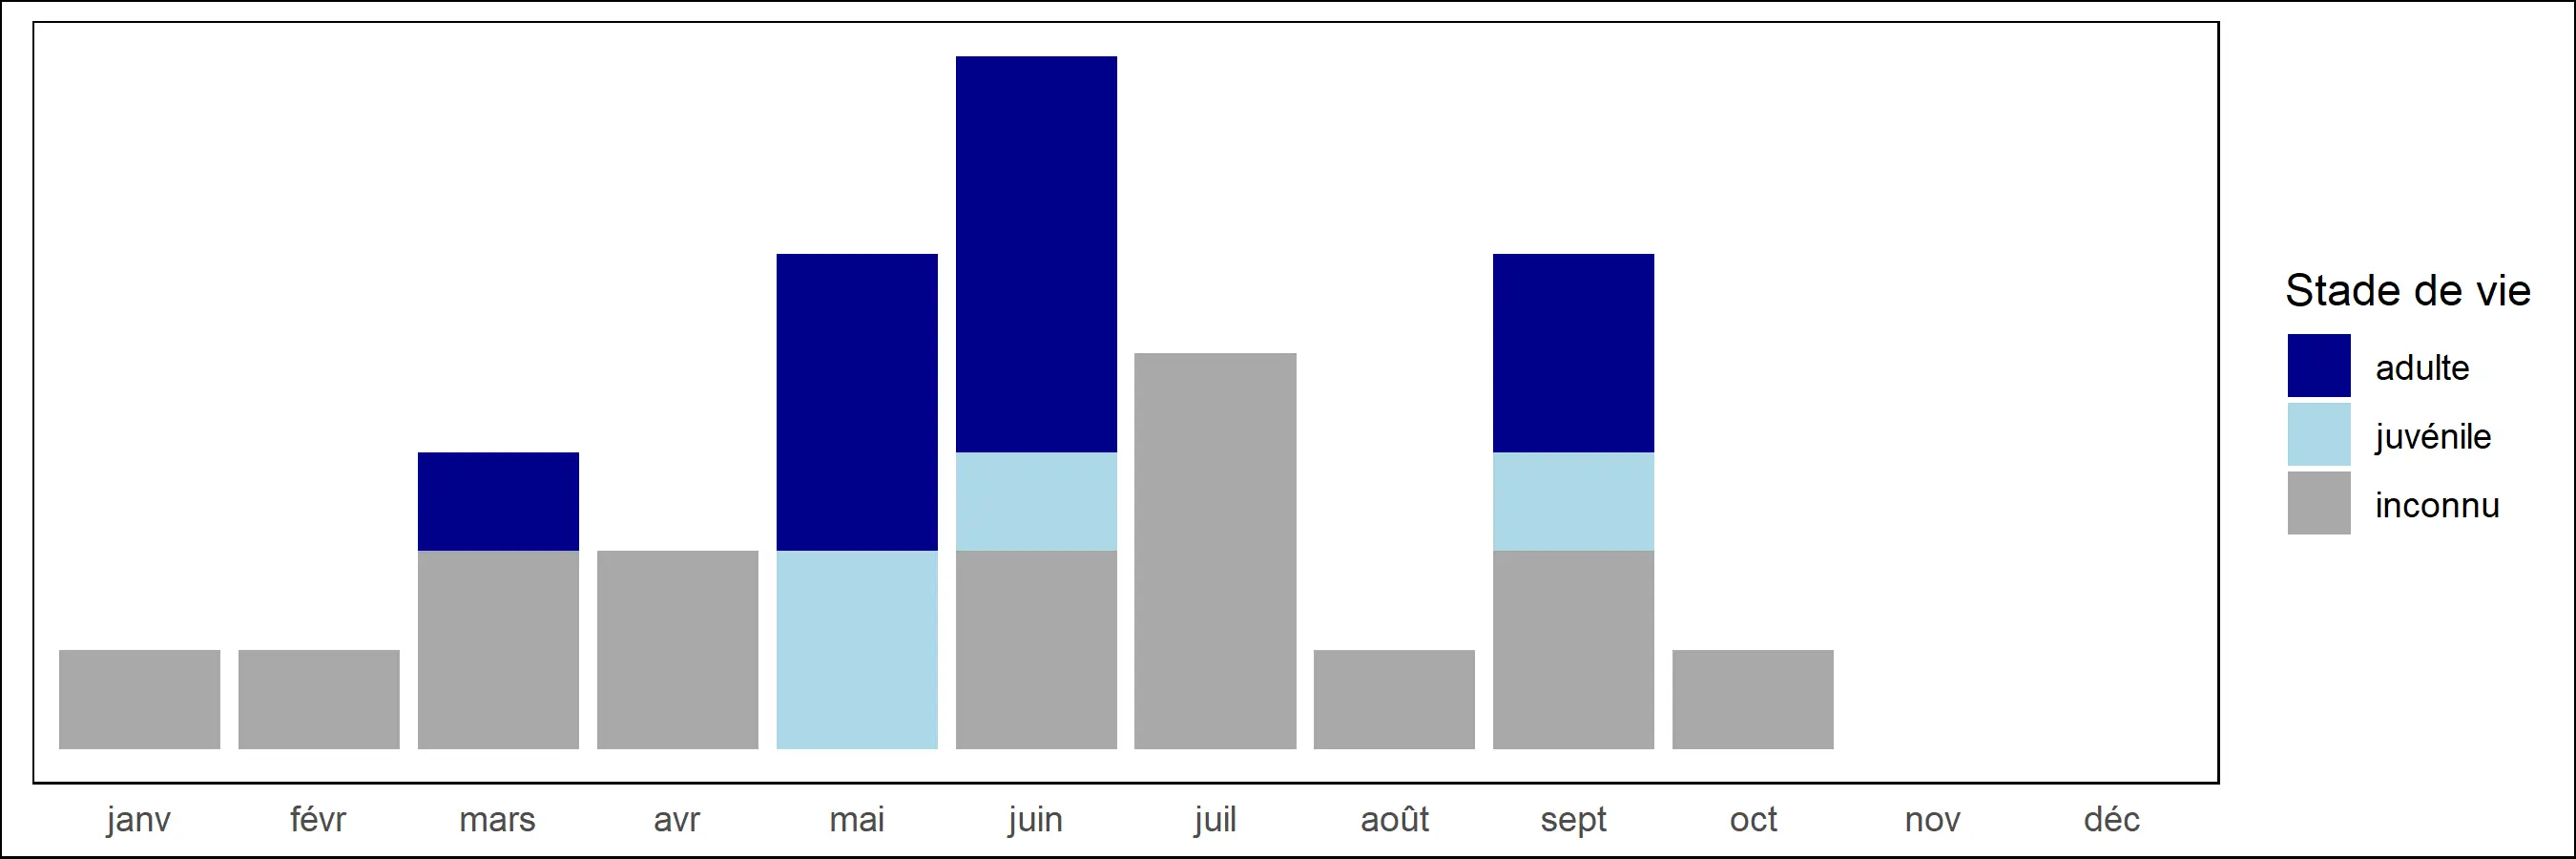 Stade de vie
adulte
juvénile
inconnu
janv févr mars avr mai juin juil août sept oct nov déc